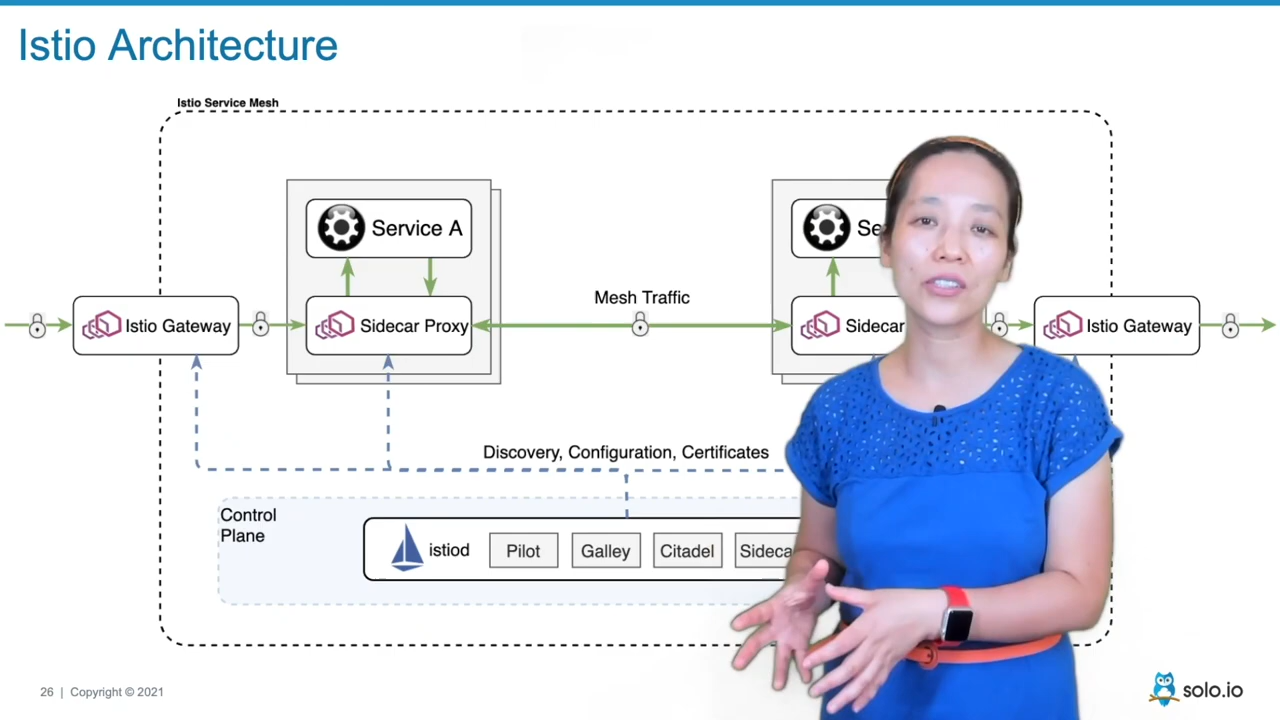 Istio Architecture
Istio Service Mesh
Service A
Se
Mesh Traffic
Istio Gateway
Sidecar Proxy
Sidecar
Istio Gateway
Discovery, Configuration, Certificates
Control
Plane
istiod
Pilot
Galley
Citadel
Sideca
26 | Copyright © 2021
solo.io